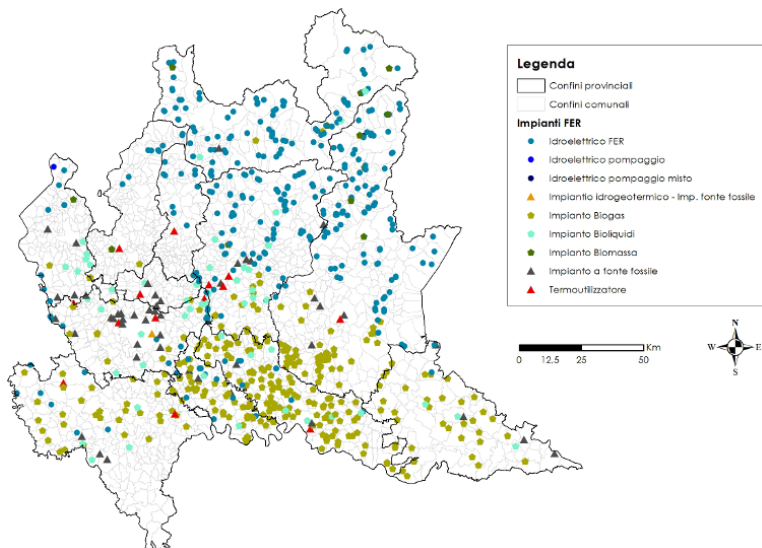 Legenda
Confini provinciali
Confini comunali
Impianti FER
Idroelettrico FER
Idroelettrico pompaggio
Idroelettrico pompaggio misto
Impiantio idrogeotermico - Imp. fonte fossile
Impianto Biogas
Impianto Bioliquidi
Impianto Biomassa
Impianto a fonte fossile
Termoutilizzatore
Km
0 12.5 25 50
N
W E
S